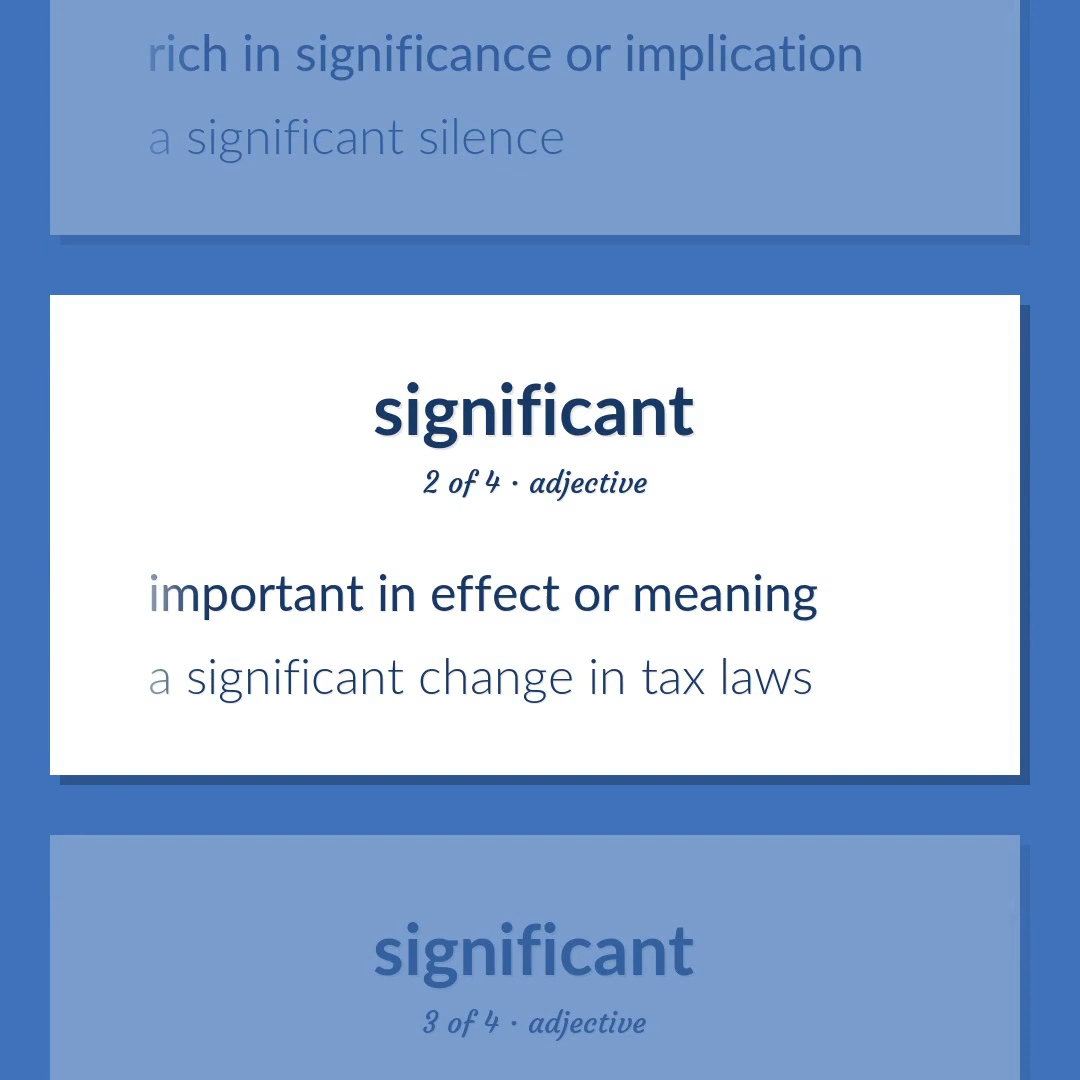 rich in significance or implication
a significant silence
significant
2 of 4 · adjective
important in effect or meaning
a significant change in tax laws
significant
3 of 4 · adjective